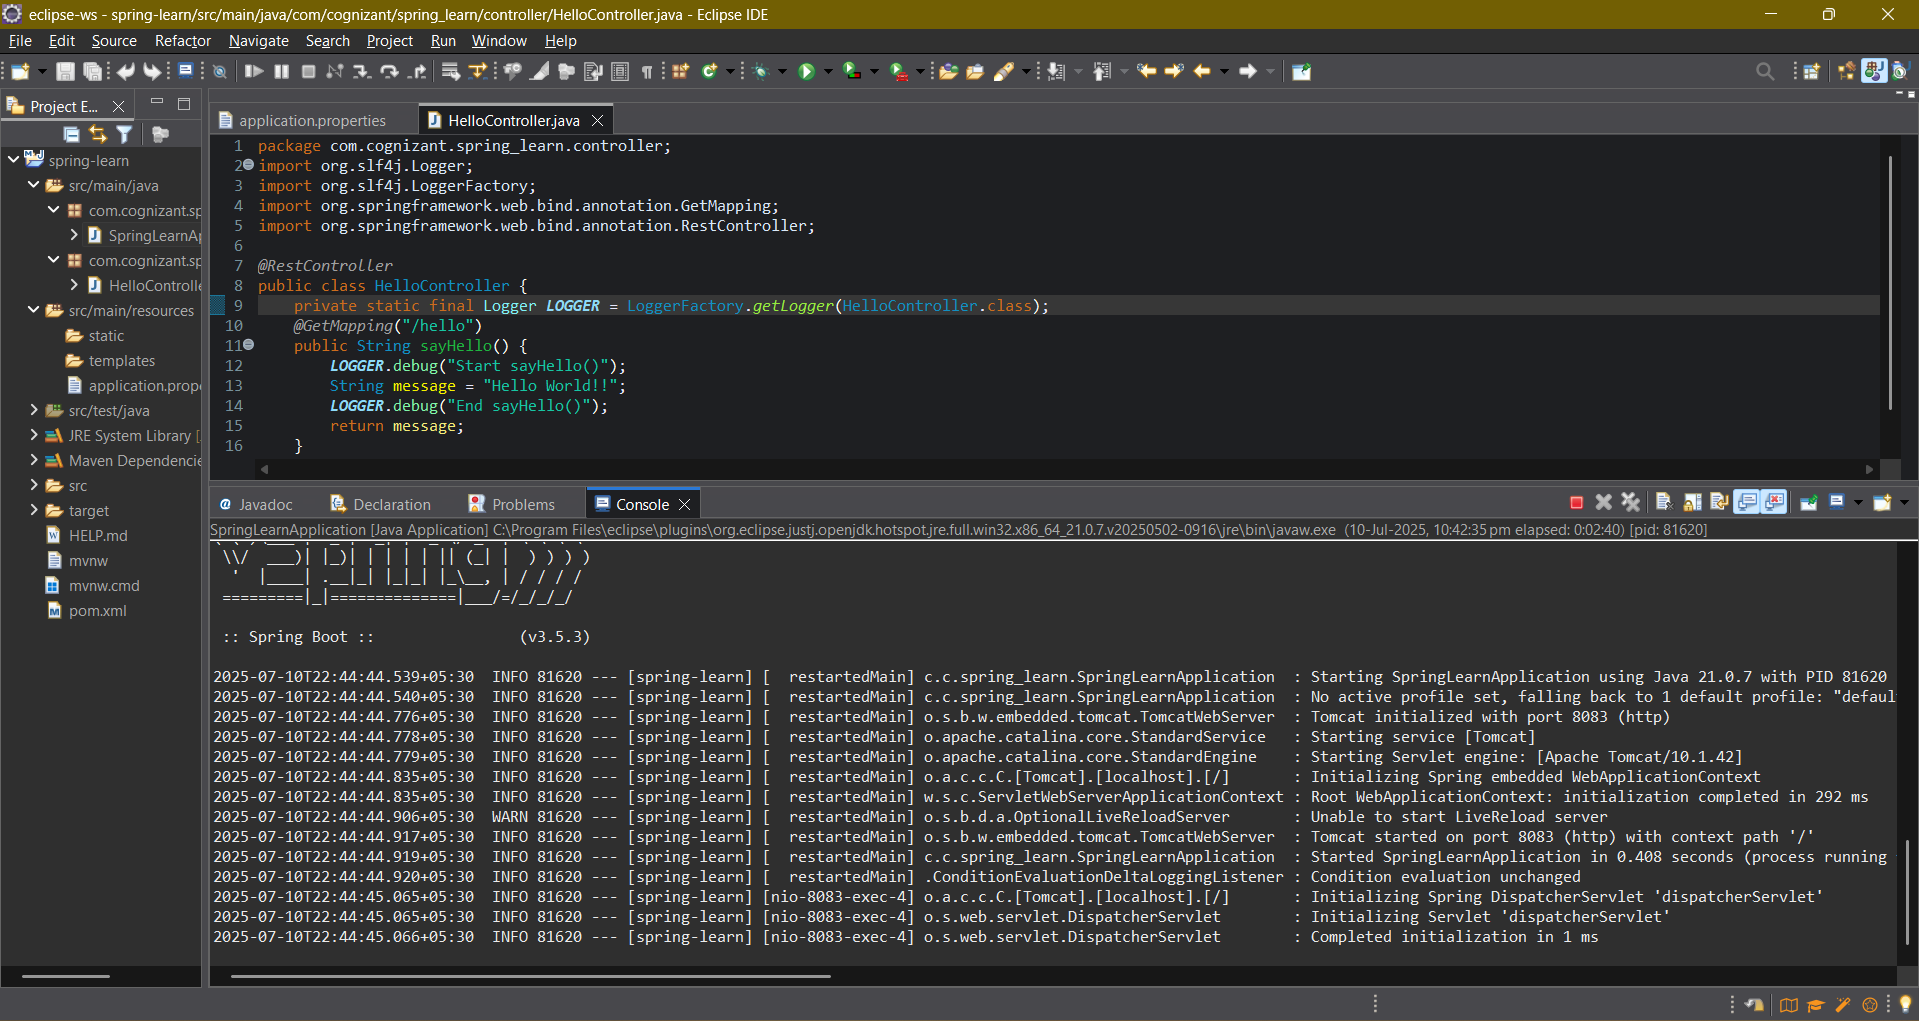 eclipse-ws - spring-learn/src/main/java/com/cognizant/spring_learn/controller/HelloController.java - Eclipse IDE
File Edit Source Refactor Navigate Search Project Run Window Help
Project E...
spring-learn
src/main/java
com.cognizant.sp
SpringLearnAp
com.cognizant.sp
HelloControlle
src/main/resources
static
templates
application.prope
src/test/java
JRE System Library [
Maven Dependencie
src
target
HELP.md
mvnw
mvnw.cmd
pom.xml
application.properties HelloController.java
1 package com.cognizant.spring_learn.controller;
2 import org.slf4j.Logger;
3 import org.slf4j.LoggerFactory;
4 import org.springframework.web.bind.annotation.GetMapping;
5 import org.springframework.web.bind.annotation.RestController;
6
7 @RestController
8 public class HelloController {
9 private static final Logger LOGGER = LoggerFactory.getLogger(HelloController.class);
10 @GetMapping("/hello")
11 public String sayHello() {
12 LOGGER.debug("Start sayHello()");
13 String message = "Hello World!!";
14 LOGGER.debug("End sayHello()");
15 return message;
16 }
Javadoc Declaration Problems Console
SpringLearnApplication [Java Application] C:\Program Files\eclipse\plugins\org.eclipse.justj.openjdk.hotspot.jre.full.win32.x86_64_21.0.7.v20250502-0916\jre\bin\javaw.exe (10-Jul-2025, 10:42:35 pm elapsed: 0:02:40) [pid: 81620]
\\/  ___)| |_)| | | | | || (_| |  ) ) ) )
'  |____| .__|_| |_|_| |_\__, | / / / /
=========|_|==============|___/=/_/_/_/
:: Spring Boot :: (v3.5.3)
2025-07-10T22:44:44.539+05:30 INFO 81620 --- [spring-learn] [ restartedMain] c.c.spring_learn.SpringLearnApplication : Starting SpringLearnApplication using Java 21.0.7 with PID 81620
2025-07-10T22:44:44.540+05:30 INFO 81620 --- [spring-learn] [ restartedMain] c.c.spring_learn.SpringLearnApplication : No active profile set, falling back to 1 default profile: "defaul
2025-07-10T22:44:44.776+05:30 INFO 81620 --- [spring-learn] [ restartedMain] o.s.b.w.embedded.tomcat.TomcatWebServer : Tomcat initialized with port 8083 (http)
2025-07-10T22:44:44.778+05:30 INFO 81620 --- [spring-learn] [ restartedMain] o.apache.catalina.core.StandardService : Starting service [Tomcat]
2025-07-10T22:44:44.779+05:30 INFO 81620 --- [spring-learn] [ restartedMain] o.apache.catalina.core.StandardEngine : Starting Servlet engine: [Apache Tomcat/10.1.42]
2025-07-10T22:44:44.835+05:30 INFO 81620 --- [spring-learn] [ restartedMain] o.a.c.c.C.[Tomcat].[localhost].[/] : Initializing Spring embedded WebApplicationContext
2025-07-10T22:44:44.835+05:30 INFO 81620 --- [spring-learn] [ restartedMain] w.s.c.ServletWebServerApplicationContext : Root WebApplicationContext: initialization completed in 292 ms
2025-07-10T22:44:44.906+05:30 WARN 81620 --- [spring-learn] [ restartedMain] o.s.b.d.a.OptionalLiveReloadServer : Unable to start LiveReload server
2025-07-10T22:44:44.917+05:30 INFO 81620 --- [spring-learn] [ restartedMain] o.s.b.w.embedded.tomcat.TomcatWebServer : Tomcat started on port 8083 (http) with context path '/'
2025-07-10T22:44:44.919+05:30 INFO 81620 --- [spring-learn] [ restartedMain] c.c.spring_learn.SpringLearnApplication : Started SpringLearnApplication in 0.408 seconds (process running
2025-07-10T22:44:44.920+05:30 INFO 81620 --- [spring-learn] [ restartedMain] .ConditionEvaluationDeltaLoggingListener : Condition evaluation unchanged
2025-07-10T22:44:45.065+05:30 INFO 81620 --- [spring-learn] [nio-8083-exec-4] o.a.c.c.C.[Tomcat].[localhost].[/] : Initializing Spring DispatcherServlet 'dispatcherServlet'
2025-07-10T22:44:45.065+05:30 INFO 81620 --- [spring-learn] [nio-8083-exec-4] o.s.web.servlet.DispatcherServlet : Initializing Servlet 'dispatcherServlet'
2025-07-10T22:44:45.066+05:30 INFO 81620 --- [spring-learn] [nio-8083-exec-4] o.s.web.servlet.DispatcherServlet : Completed initialization in 1 ms